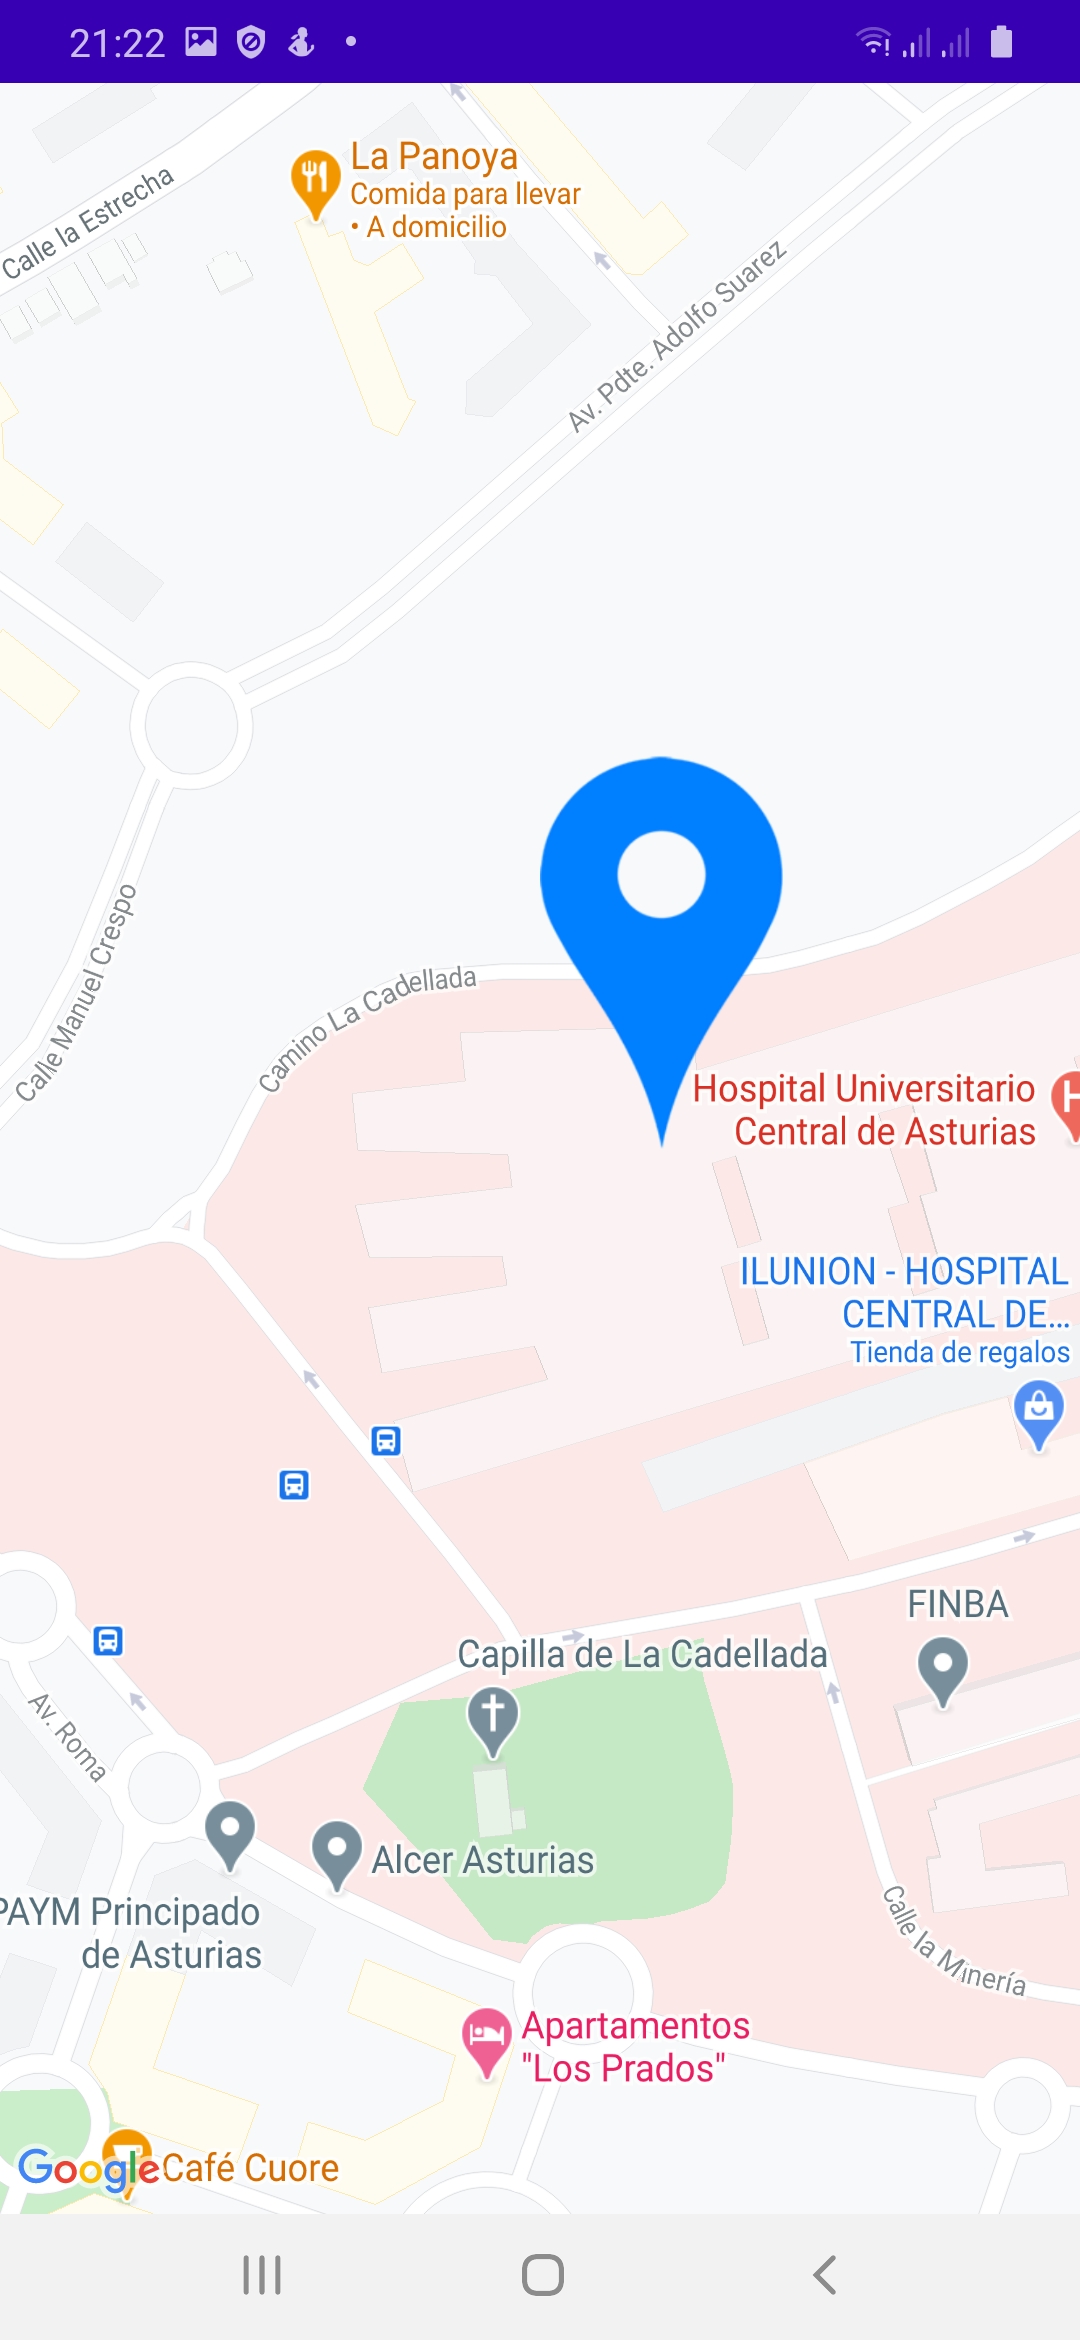 21:22
La Panoya
Comida para llevar
• A domicilio
Calle la Estrecha
Av. Pdte. Adolfo Suarez
Calle Manuel Crespo
Camino La Cadellada
Hospital Universitario
Central de Asturias
H
ILUNION - HOSPITAL
CENTRAL DE...
Tienda de regalos
FINBA
Capilla de La Cadellada
Av. Roma
Alcer Asturias
PAYM Principado
de Asturias
Calle la Minería
Apartamentos
"Los Prados"
Google
Café Cuore